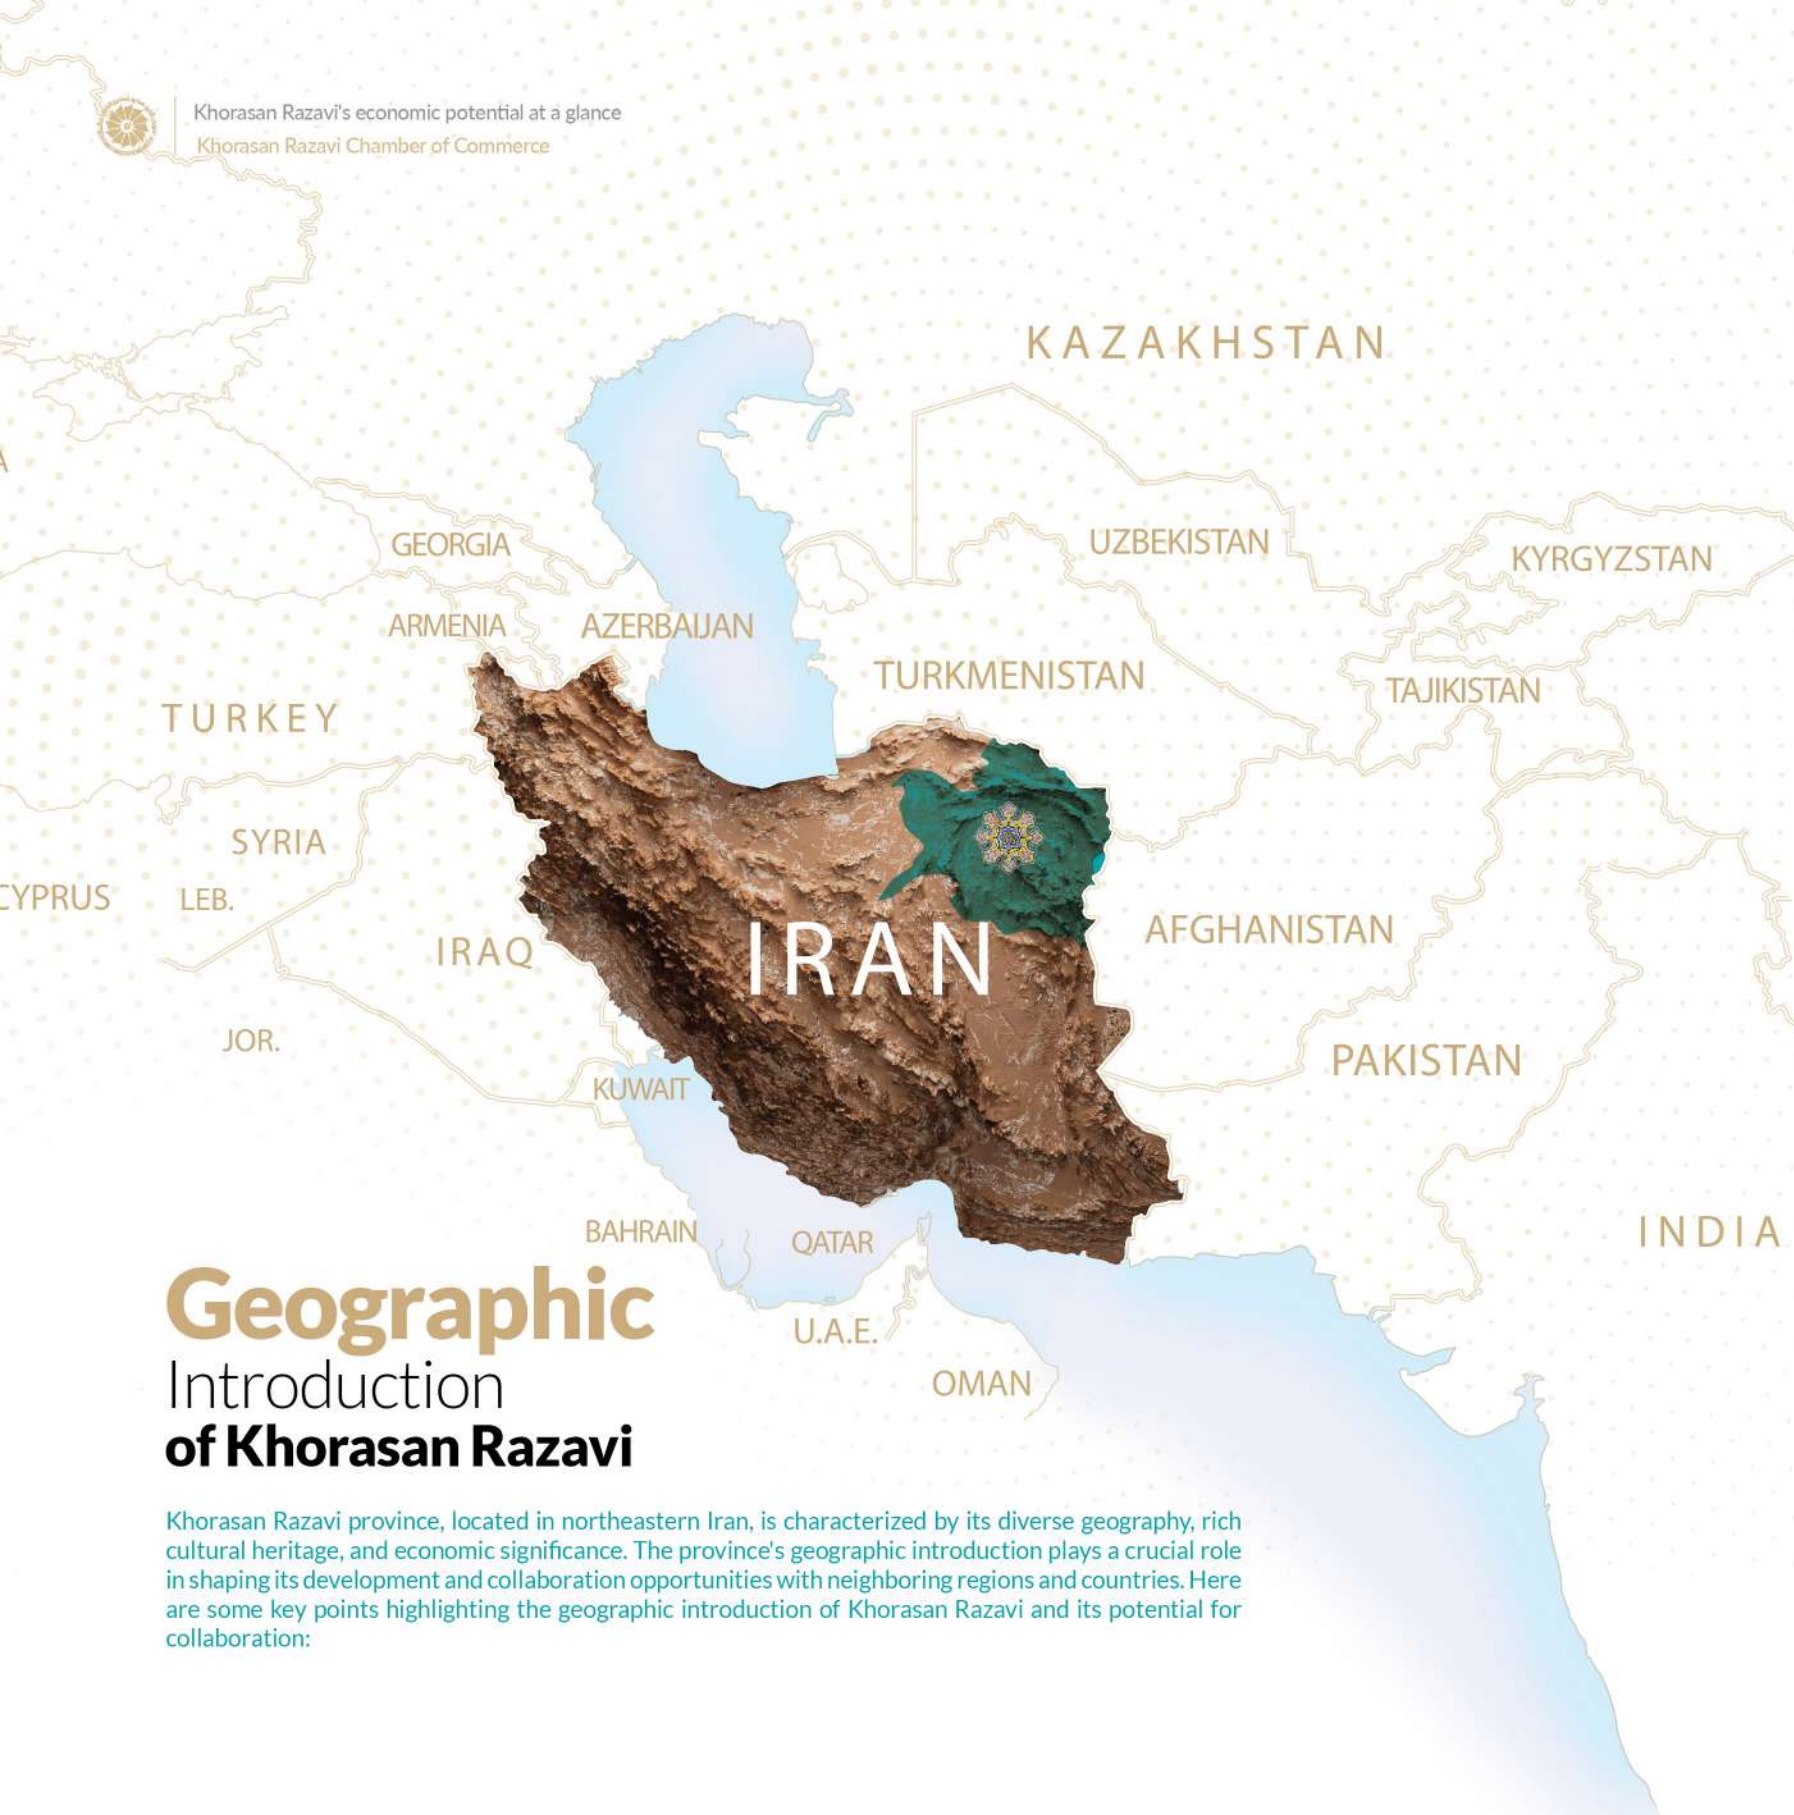 Khorasan Razavi's economic potential at a glance
Khorasan Razavi Chamber of Commerce
KAZAKHSTAN
GEORGIA
UZBEKISTAN
KYRGYZSTAN
ARMENIA
AZERBAIJAN
TURKMENISTAN
TAJIKISTAN
TURKEY
SYRIA
CYPRUS
LEB.
IRAQ
IRAN
AFGHANISTAN
JOR.
KUWAIT
PAKISTAN
BAHRAIN
QATAR
INDIA
U.A.E.
OMAN
Geographic
Introduction
of Khorasan Razavi
Khorasan Razavi province, located in northeastern Iran, is characterized by its diverse geography, rich
cultural heritage, and economic significance. The province's geographic introduction plays a crucial role
in shaping its development and collaboration opportunities with neighboring regions and countries. Here
are some key points highlighting the geographic introduction of Khorasan Razavi and its potential for
collaboration: